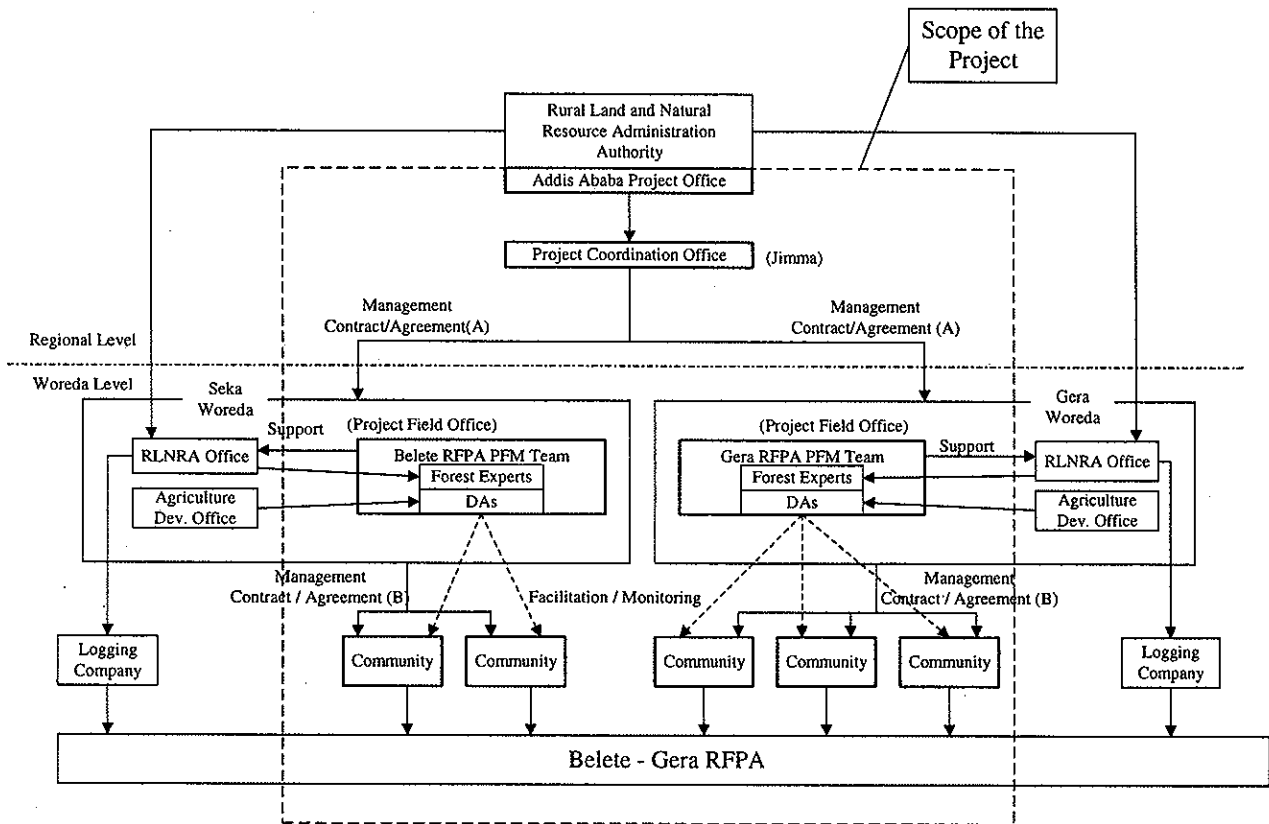 Scope of the
Project
Rural Land and Natural
Resource Administration
Authority
Addis Ababa Project Office
Project Coordination Office
(Jimma)
Management
Contract/Agreement(A)
Management
Contract/Agreement (A)
Regional Level
Woreda Level
Seka
Woreda
(Project Field Office)
Support
RLNRA Office
Belete RFPA PFM Team
Forest Experts
DAs
Agriculture
Dev. Office
Gera
Woreda
(Project Field Office)
Gera RFPA PFM Team
Support
RLNRA Office
Forest Experts
DAs
Agriculture
Dev. Office
Management
Contract / Agreement (B)
Facilitation / Monitoring
Management
Contract / Agreement (B)
Logging
Company
Community
Community
Community
Community
Community
Logging
Company
Belete - Gera RFPA